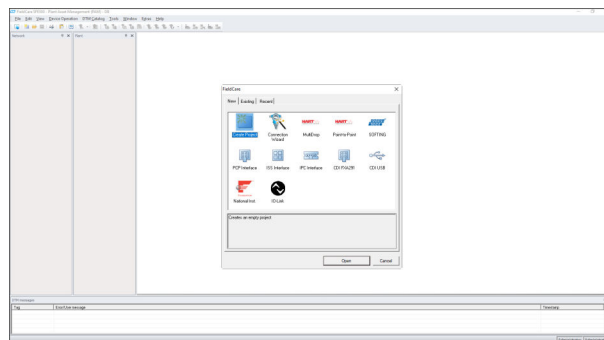 File Edit View Device Operation DTM Catalog Tools Window Extras Help
Network
FieldCare
New Existing Recent
Create Project
Connection Wizard
HART
MultiDrop
HART
Point-to-Point
SOFTING
PCP Interface
ISS Interface
IPC Interface
CDI FXA291
CDI USB
National Inst.
IO-Link
Creates an empty project
Open Cancel
DTM messages
Tag Error/User message Timestamp